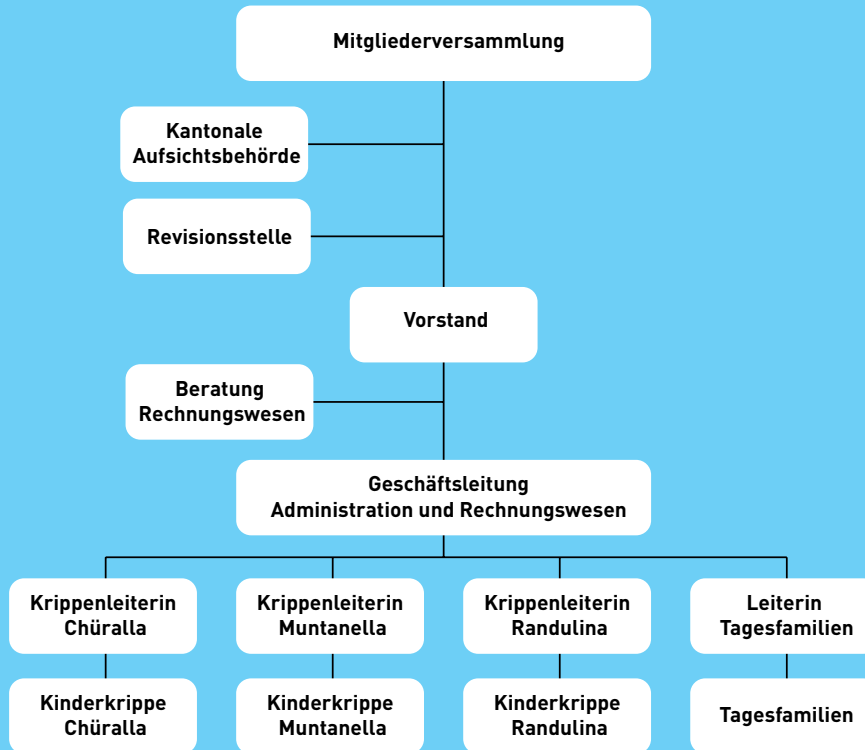 Mitgliederversammlung
Kantonale
Aufsichtsbehörde
Revisionsstelle
Vorstand
Beratung
Rechnungswesen
Geschäftsleitung
Administration und Rechnungswesen
Krippenleiterin
Chüralla
Krippenleiterin
Muntanella
Krippenleiterin
Randulina
Leiterin
Tagesfamilien
Kinderkrippe
Chüralla
Kinderkrippe
Muntanella
Kinderkrippe
Randulina
Tagesfamilien